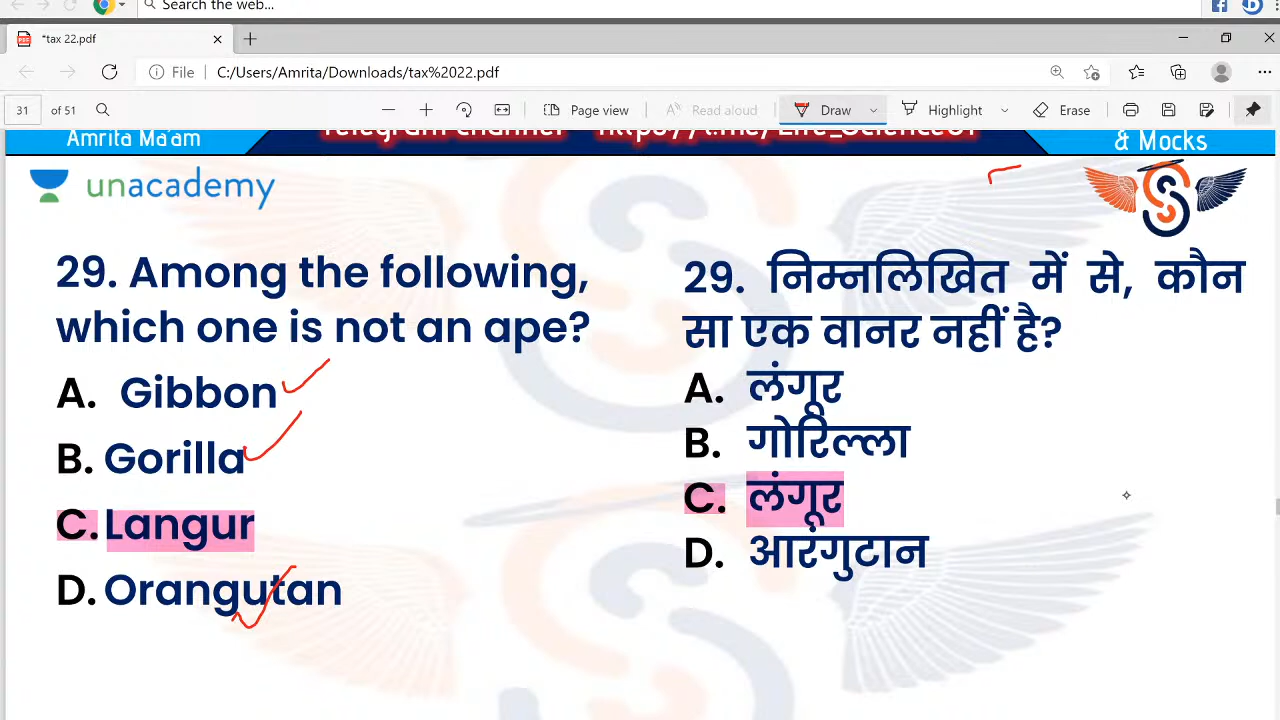 Search the web...
*tax 22.pdf
File C:/Users/Amrita/Downloads/tax%2022.pdf
31 of 51 Page view Read aloud Draw Highlight Erase
Amrita Ma'am
& Mocks
unacademy
29. Among the following,
which one is not an ape?
A. Gibbon
B. Gorilla
C. Langur
D. Orangutan
29. निम्नलिखित में से, कौन
सा एक वानर नहीं है?
A. लंगूर
B. गोरिल्ला
C. लंगूर
D. आरंगुटान